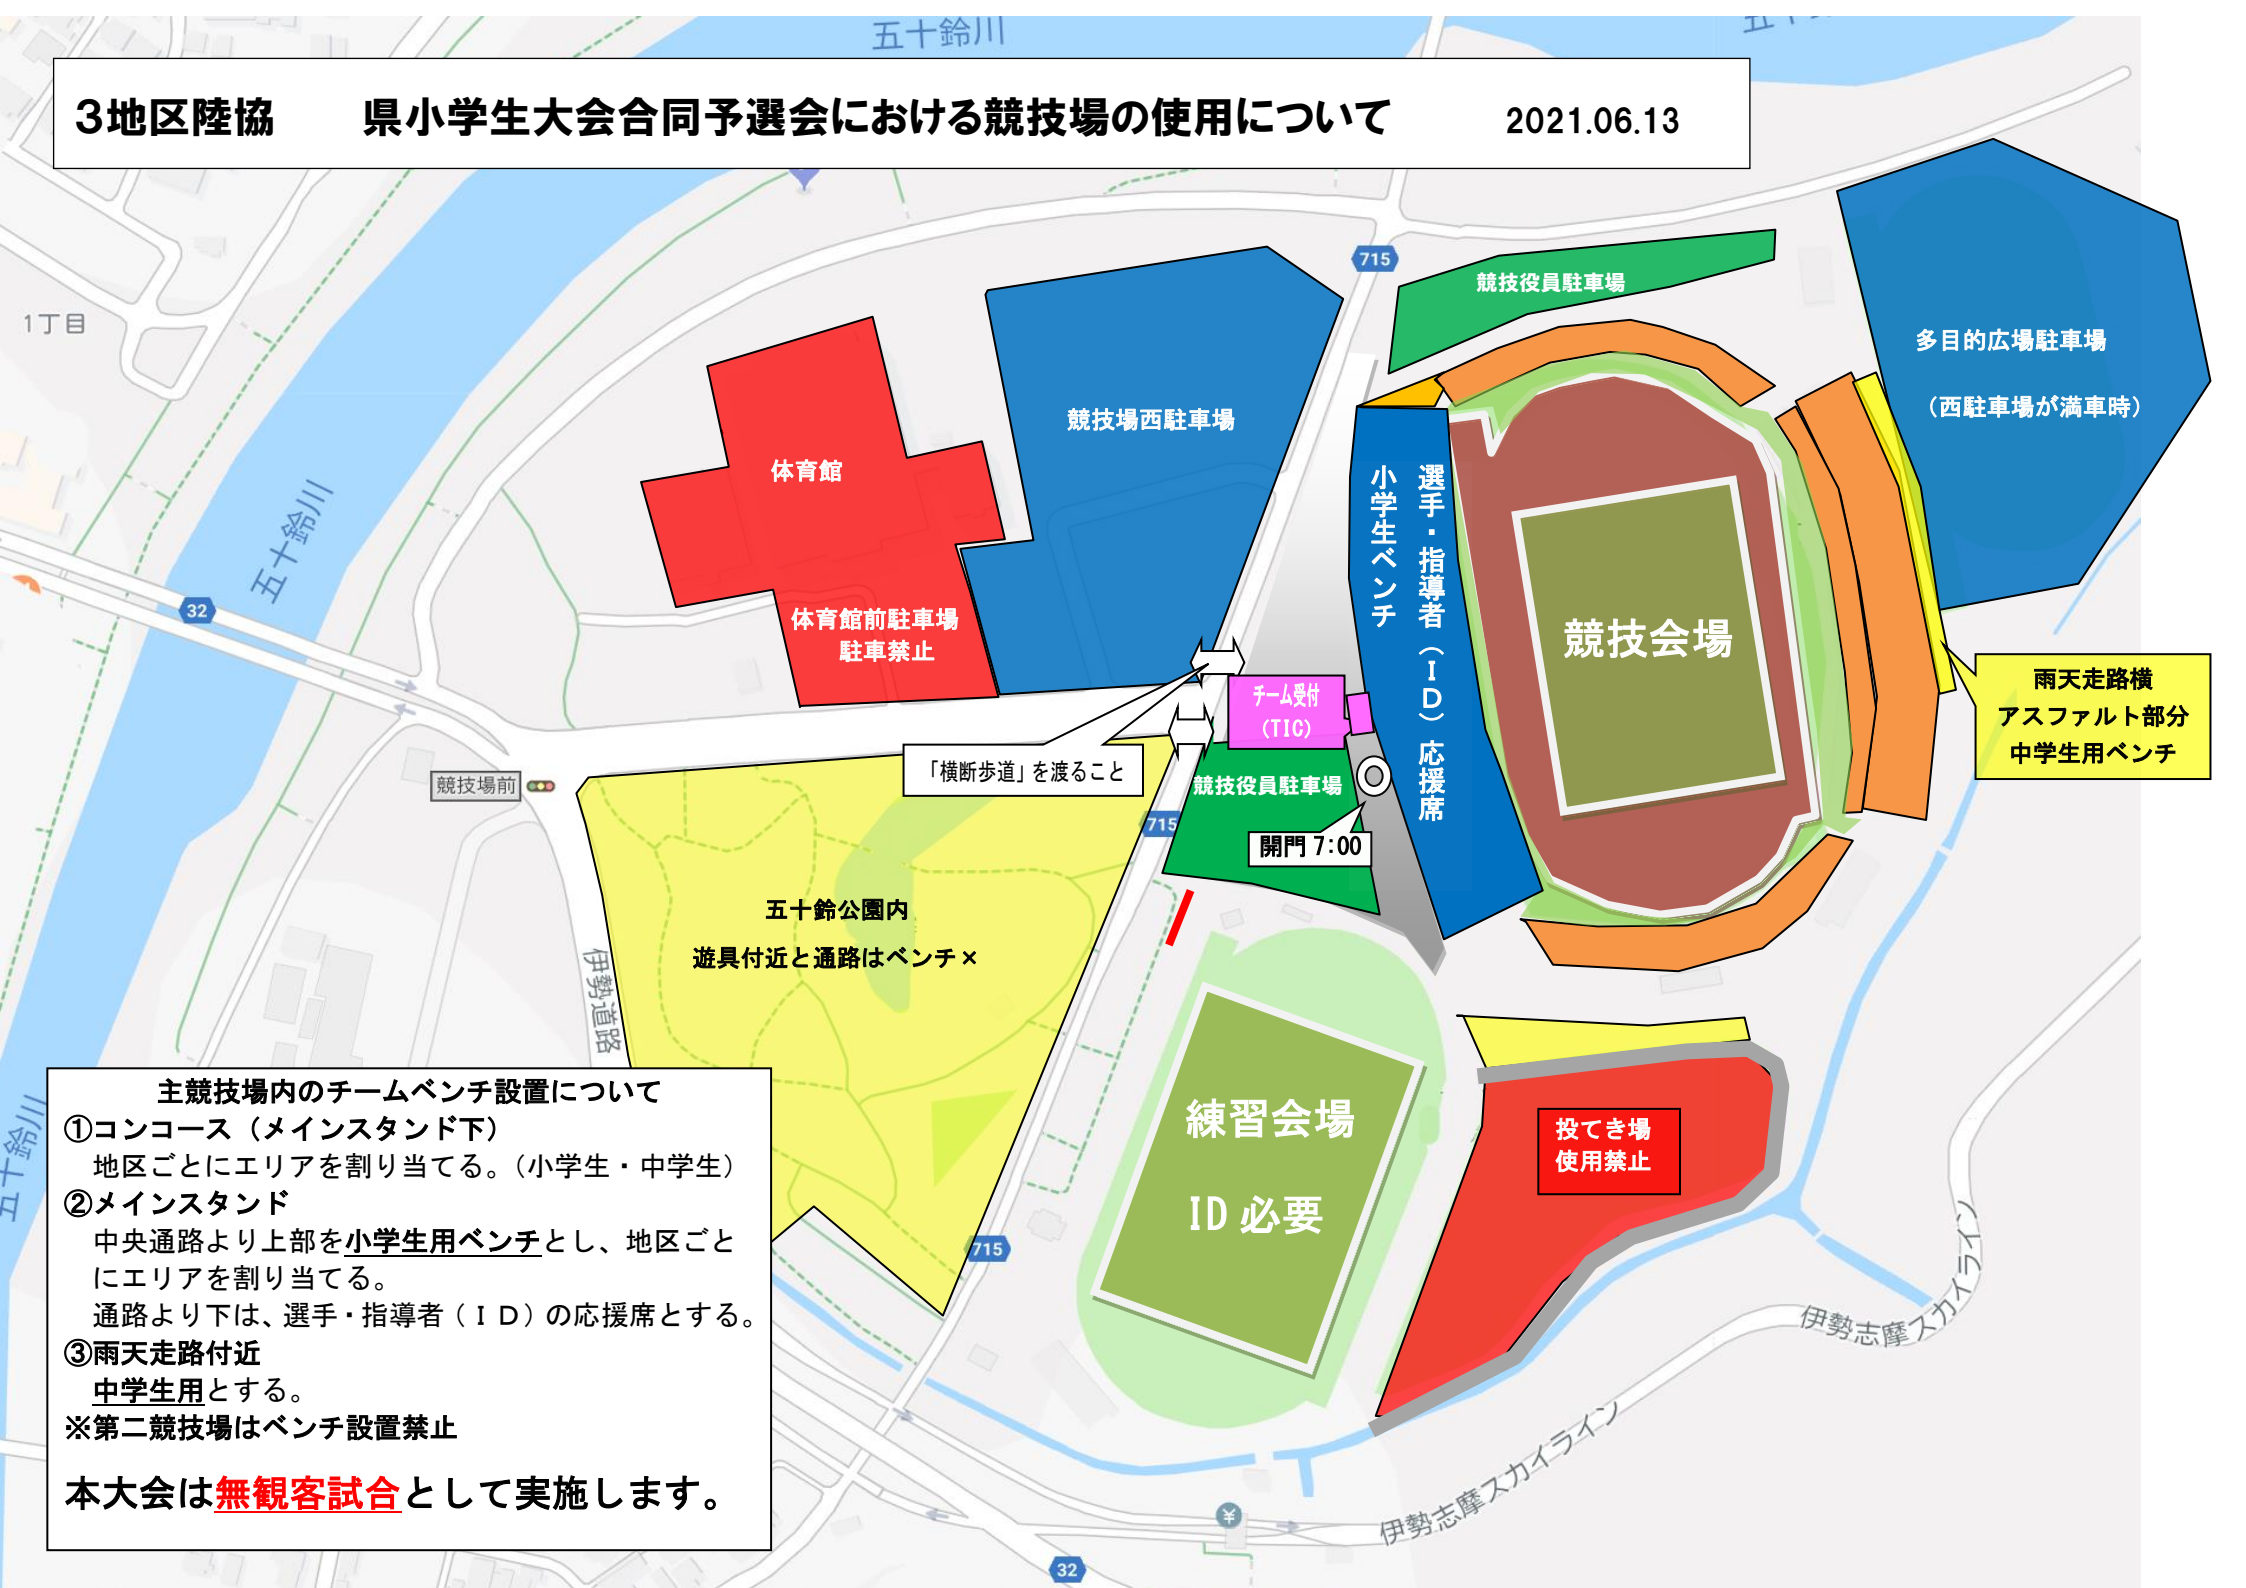 五十鈴川
3地区陸協　県小学生大会合同予選会における競技場の使用について　2021.06.13
1丁目
715
競技役員駐車場
多目的広場駐車場
（西駐車場が満車時）
競技場西駐車場
体育館
体育館前駐車場
駐車禁止
小学生ベンチ
選手・指導者（ＩＤ）応援席
競技会場
五十鈴川
32
雨天走路横
アスファルト部分
中学生用ベンチ
チーム受付
(TIC)
「横断歩道」を渡ること
競技場前
競技役員駐車場
715
開門 7:00
五十鈴公園内
遊具付近と通路はベンチ×
伊勢道路
練習会場
ID 必要
投てき場
使用禁止
715
五十鈴川
主競技場内のチームベンチ設置について
①コンコース（メインスタンド下）
地区ごとにエリアを割り当てる。（小学生・中学生）
②メインスタンド
中央通路より上部を小学生用ベンチとし、地区ごと
にエリアを割り当てる。
通路より下は、選手・指導者（ＩＤ）の応援席とする。
③雨天走路付近
中学生用とする。
※第二競技場はベンチ設置禁止
本大会は無観客試合として実施します。
伊勢志摩スカイライン
伊勢志摩スカイライン
¥
32